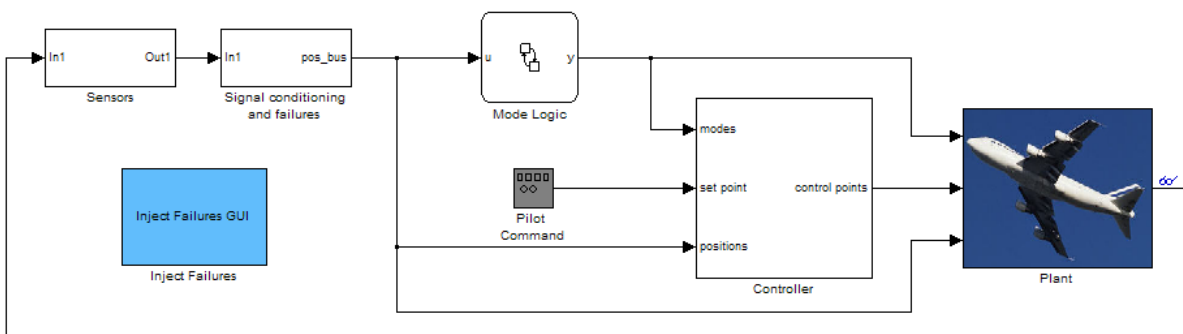 In1
Out1
Sensors
In1
pos_bus
Signal conditioning
and failures
u
y
Mode Logic
Inject Failures GUI
Inject Failures
Pilot
Command
modes
set point
positions
control points
Controller
Plant